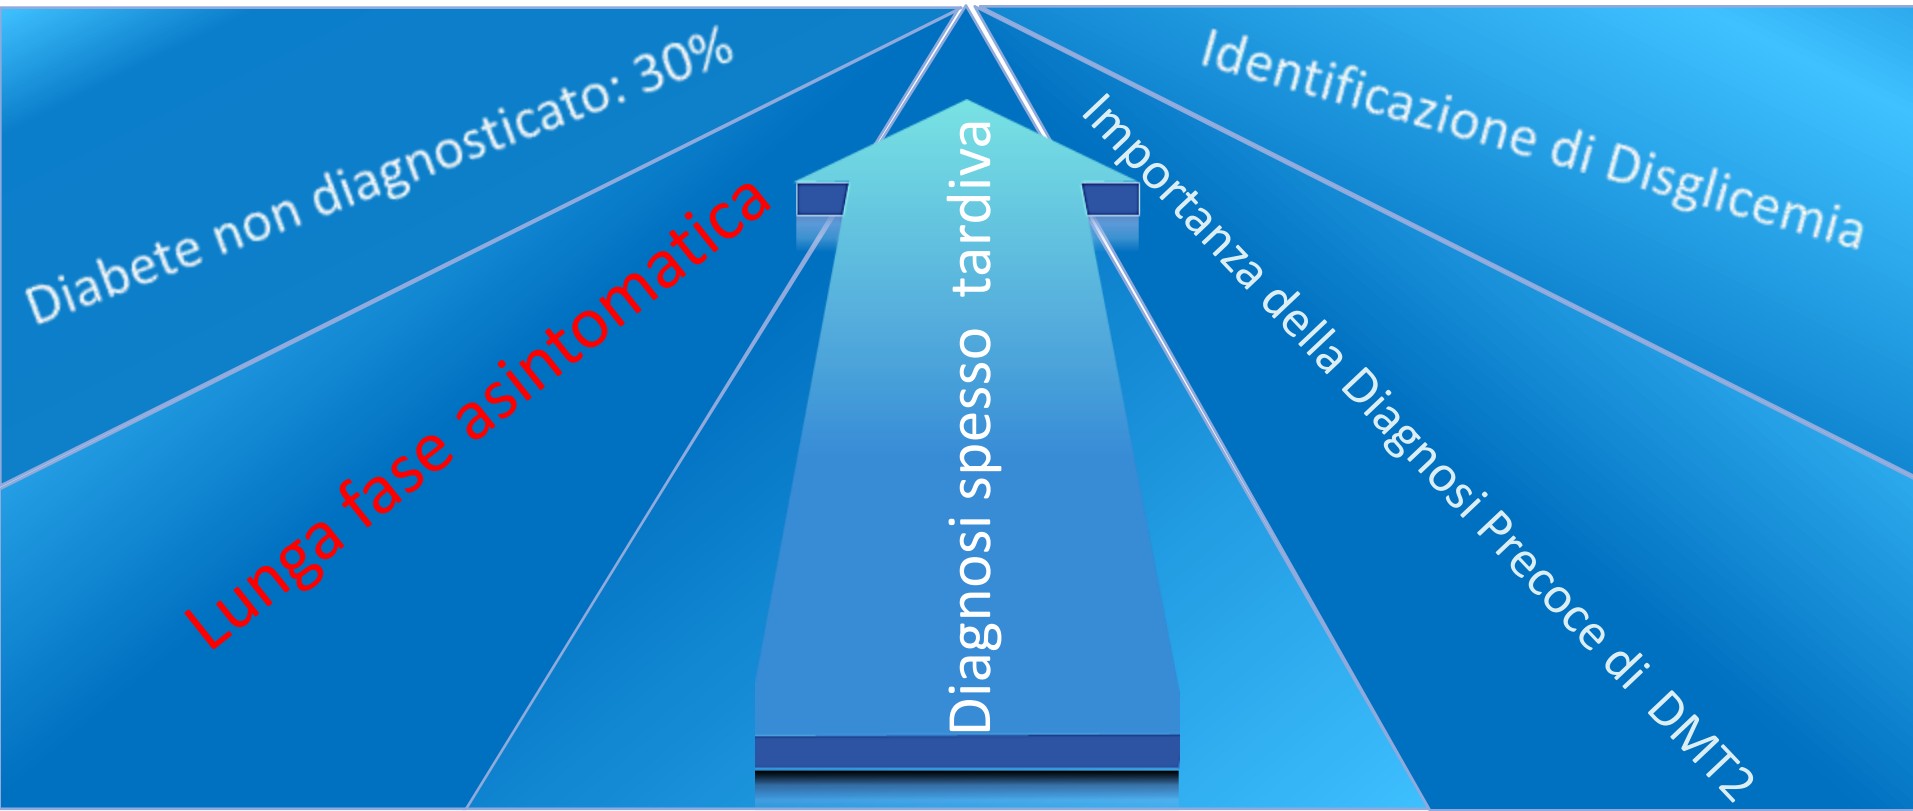 Diabete non diagnosticato: 30%
Lunga fase asintomatica
Diagnosi spesso tardiva
Importanza della Diagnosi Precoce di DMT2
Identificazione di Disglicemia